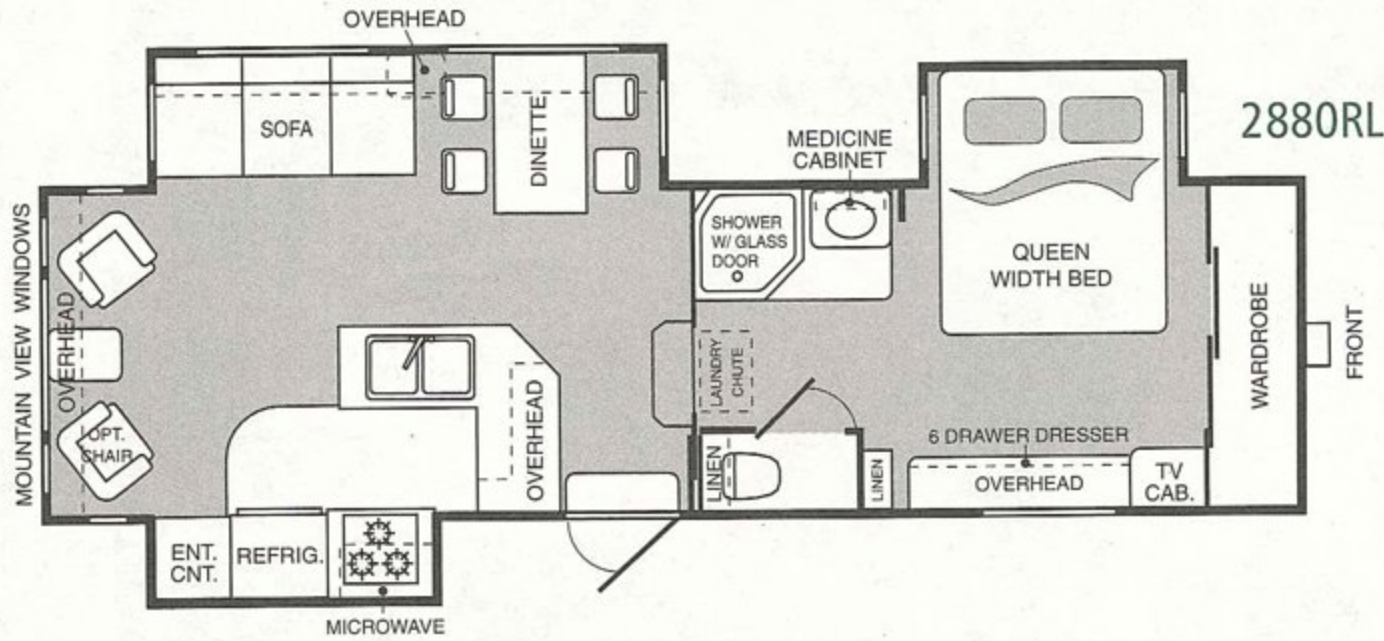 OVERHEAD
2880RL
SOFA
DINETTE
MEDICINE
CABINET
SHOWER
W/ GLASS
DOOR
QUEEN
WIDTH BED
MOUNTAIN VIEW WINDOWS
OVERHEAD
OPT.
CHAIR
LAUNDRY
CHUTE
WARDROBE
FRONT
OVERHEAD
LINEN
LINEN
6 DRAWER DRESSER
OVERHEAD
TV
CAB.
ENT.
CNT.
REFRIG.
MICROWAVE